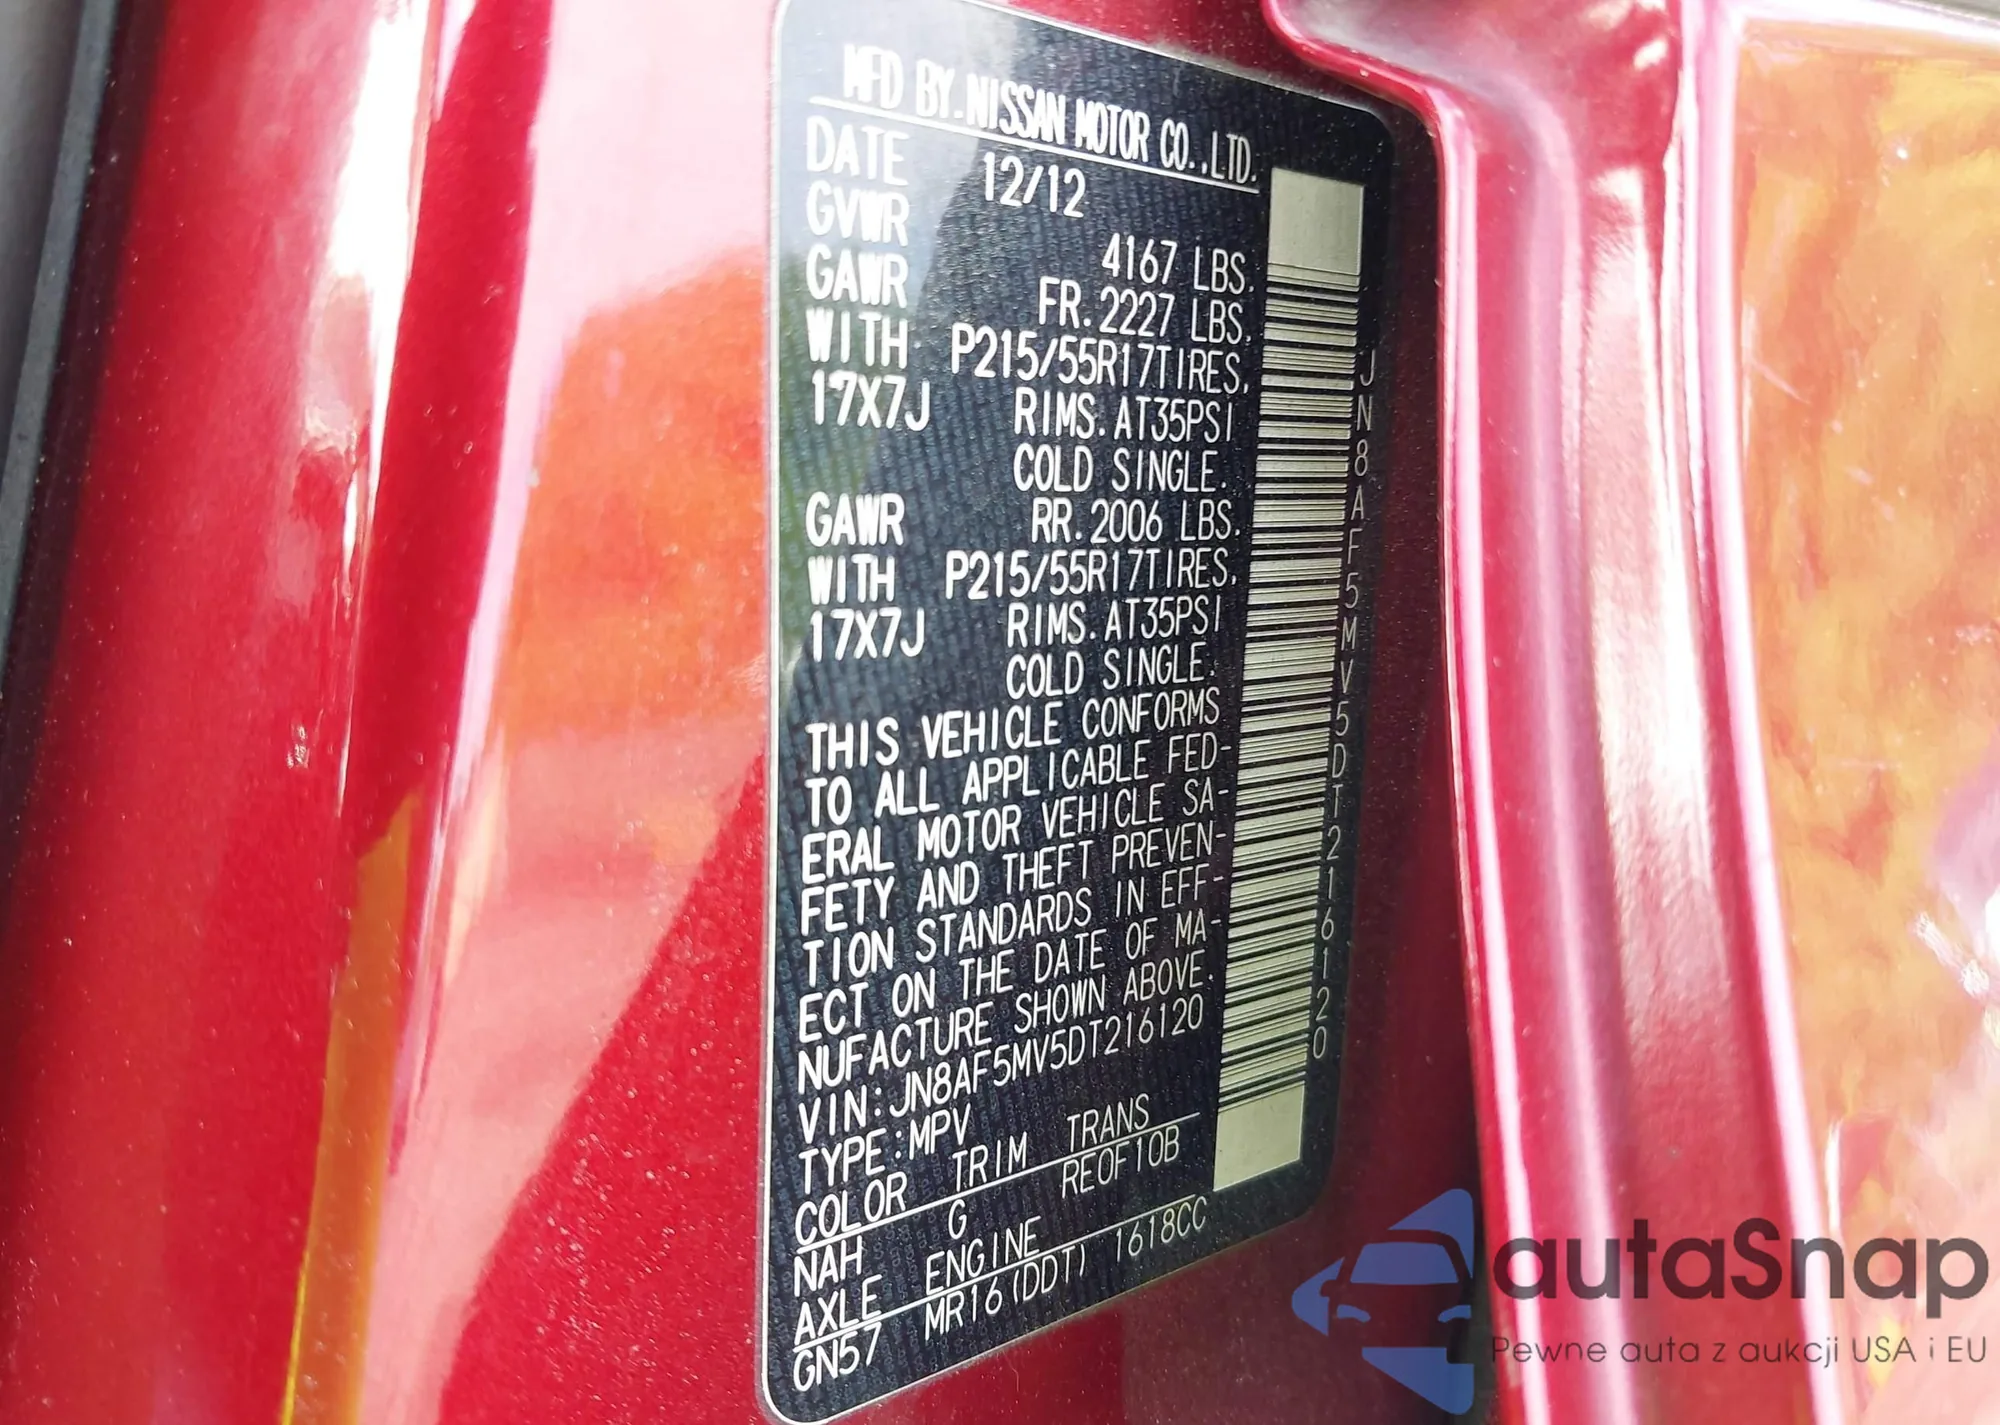 MFD BY.NISSAN MOTOR CO.,LTD.
DATE 12/12
GVWR 4167 LBS.
GAWR FR.2227 LBS.
WITH P215/55R17TIRES.
17X7J RIMS.AT35PSI
COLD SINGLE.
GAWR RR.2006 LBS.
WITH P215/55R17TIRES.
17X7J RIMS.AT35PSI
COLD SINGLE.
THIS VEHICLE CONFORMS
TO ALL APPLICABLE FED-
ERAL MOTOR VEHICLE SA-
FETY AND THEFT PREVEN-
TION STANDARDS IN EFF-
ECT ON THE DATE OF MA-
NUFACTURE SHOWN ABOVE.
VIN:JN8AF5MV5DT216120
TYPE:MPV
COLOR TRIM TRANS
NAH G RE0F10B
AXLE ENGINE
GN57 MR16(DDT) 1618CC
JN8AF5MV5DT216120
autaSnap
Pewne auta z aukcji USA i EU